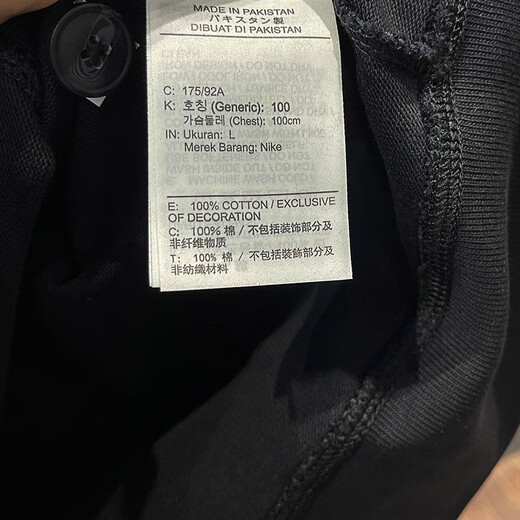 MADE IN PAKISTAN
パキスタン製
DIBUAT DI PAKISTAN
C: 175/92A
K: 호칭 (Generic): 100
가슴둘레 (Chest): 100cm
IN: Ukuran: L
Merek Barang: Nike
E: 100% COTTON / EXCLUSIVE
OF DECORATION
C: 100% 棉 / 不包括装饰部分及
非纤维物质
T: 100% 棉 / 不包括裝飾部分及
非紡織材料